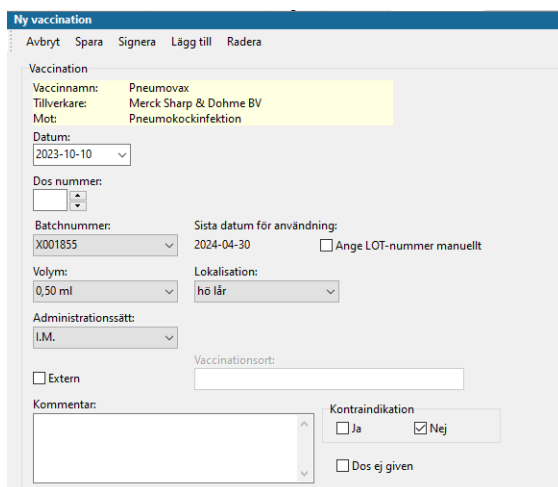 Ny vaccination
Avbryt Spara Signera Lägg till Radera
Vaccination
Vaccinnamn: Pneumovax
Tillverkare: Merck Sharp & Dohme BV
Mot: Pneumokockinfektion
Datum:
2023-10-10
Dos nummer:
Batchnummer: Sista datum för användning:
X001855 2024-04-30 Ange LOT-nummer manuellt
Volym: Lokalisation:
0,50 ml hö lår
Administrationssätt:
I.M.
Vaccinationsort:
Extern
Kommentar: Kontraindikation
Ja Nej
Dos ej given